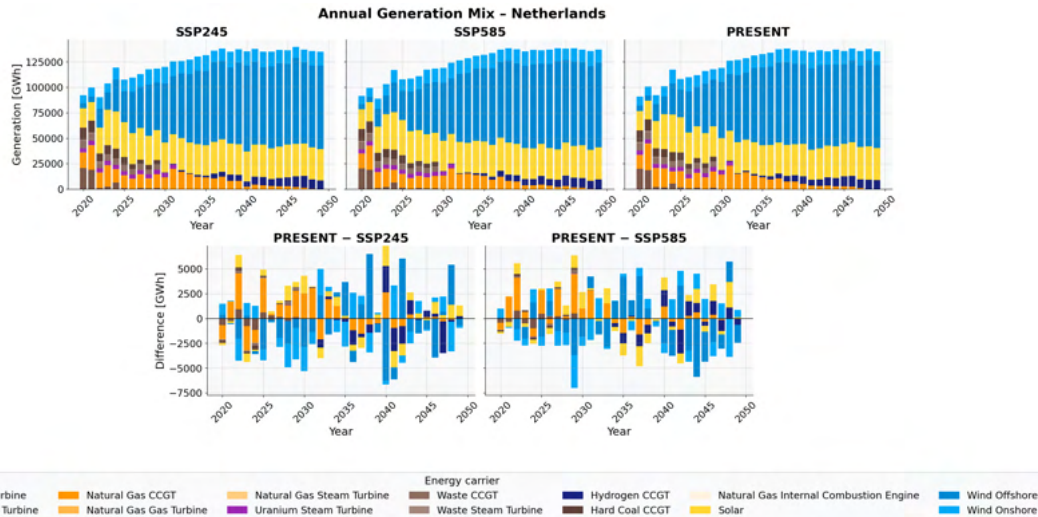 Annual Generation Mix – Netherlands
SSP245 SSP585 PRESENT
Generation [GWh]
125000
100000
75000
50000
25000
0
2020 2025 2030 2035 2040 2045 2050
2020 2025 2030 2035 2040 2045 2050
2020 2025 2030 2035 2040 2045 2050
Year Year Year
PRESENT − SSP245 PRESENT − SSP585
Difference [GWh]
5000
2500
0
−2500
−5000
−7500
2020 2025 2030 2035 2040 2045 2050
2020 2025 2030 2035 2040 2045 2050
Year Year
Energy carrier
rbine Natural Gas CCGT Natural Gas Steam Turbine Waste CCGT Hydrogen CCGT Natural Gas Internal Combustion Engine Wind Offshore
Turbine Natural Gas Gas Turbine Uranium Steam Turbine Waste Steam Turbine Hard Coal CCGT Solar Wind Onshore